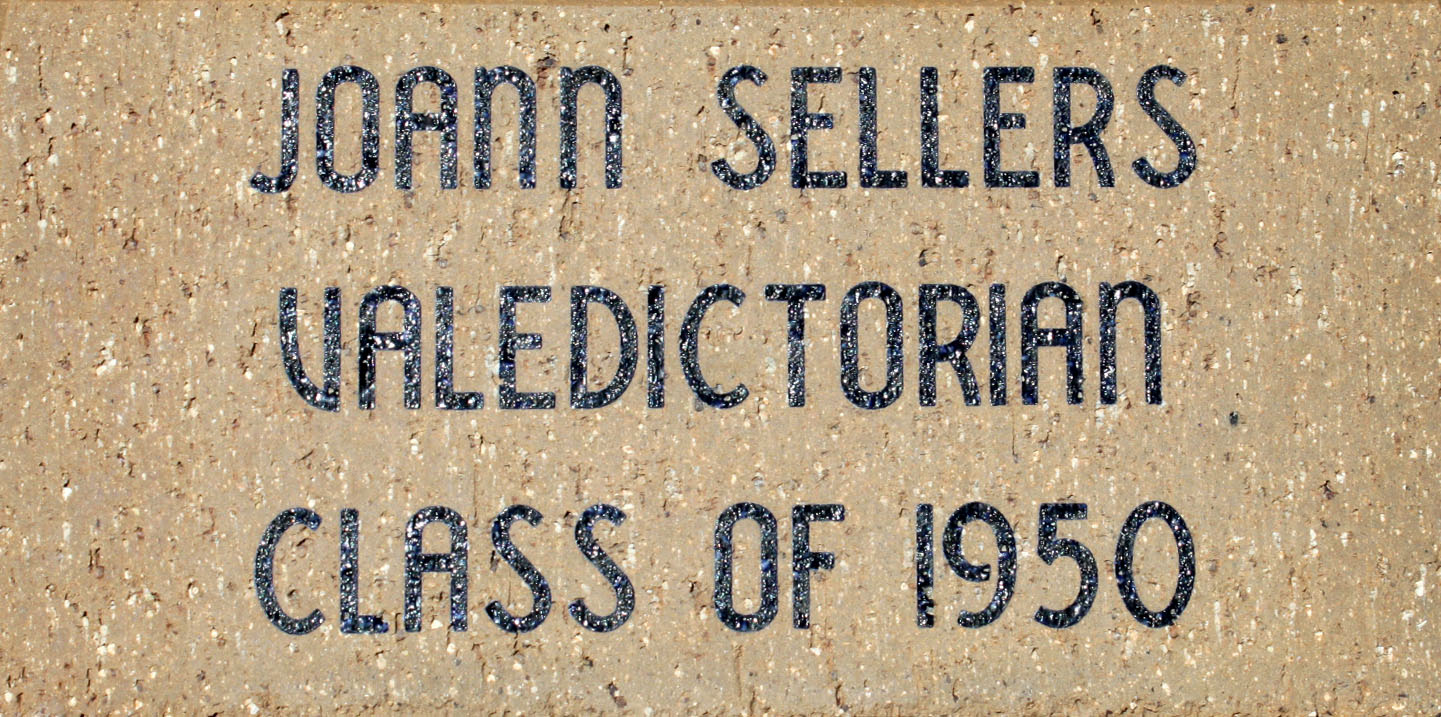 JOANN SELLERS
VALEDICTORIAN
CLASS OF 1950